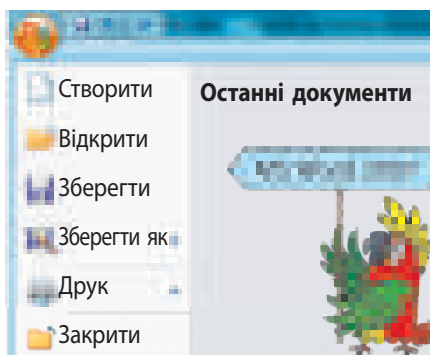 Створити
Останні документи
Відкрити
Зберегти
Зберегти як
Друк
Закрити